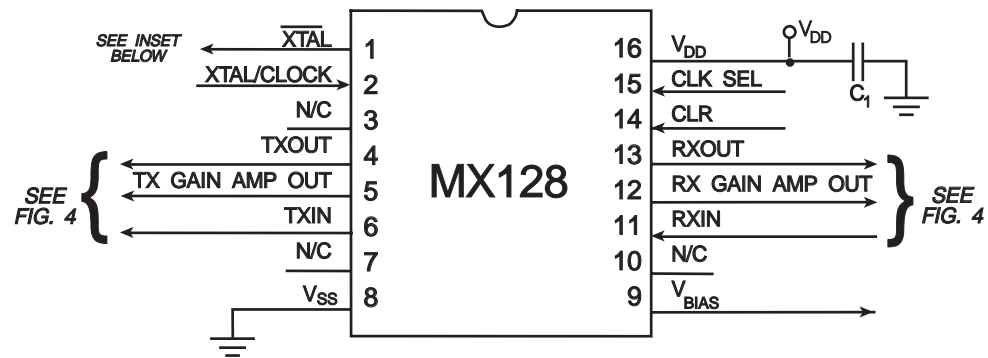 SEE INSET
BELOW
XTAL
1
XTAL/CLOCK
2
N/C
3
TXOUT
4
TX GAIN AMP OUT
5
TXIN
6
N/C
7
VSS
8
SEE
FIG. 4
MX128
16
VDD
VDD
C1
15
CLK SEL
14
CLR
13
RXOUT
12
RX GAIN AMP OUT
11
RXIN
10
N/C
9
VBIAS
SEE
FIG. 4